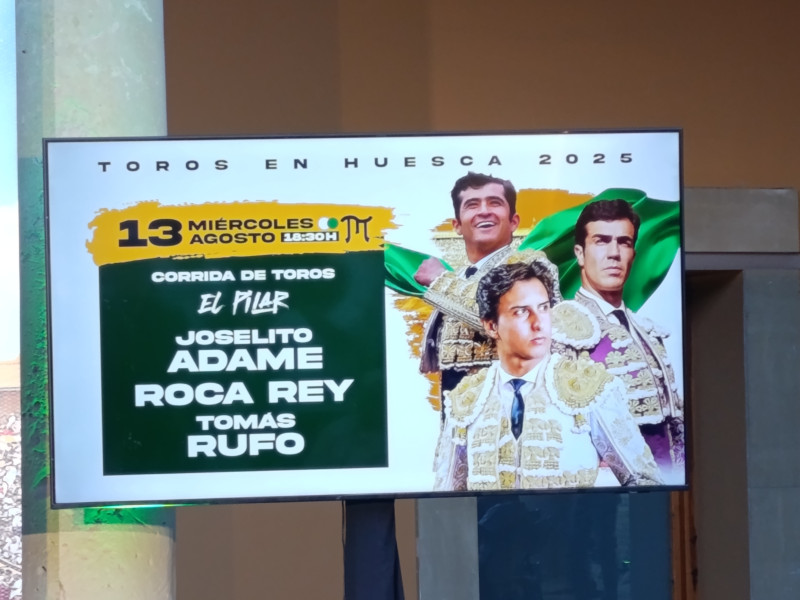 TOROS EN HUESCA 2025
13 MIÉRCOLES
AGOSTO 18:30H
CORRIDA DE TOROS
EL PILAR
JOSELITO
ADAME
ROCA REY
TOMÁS
RUFO